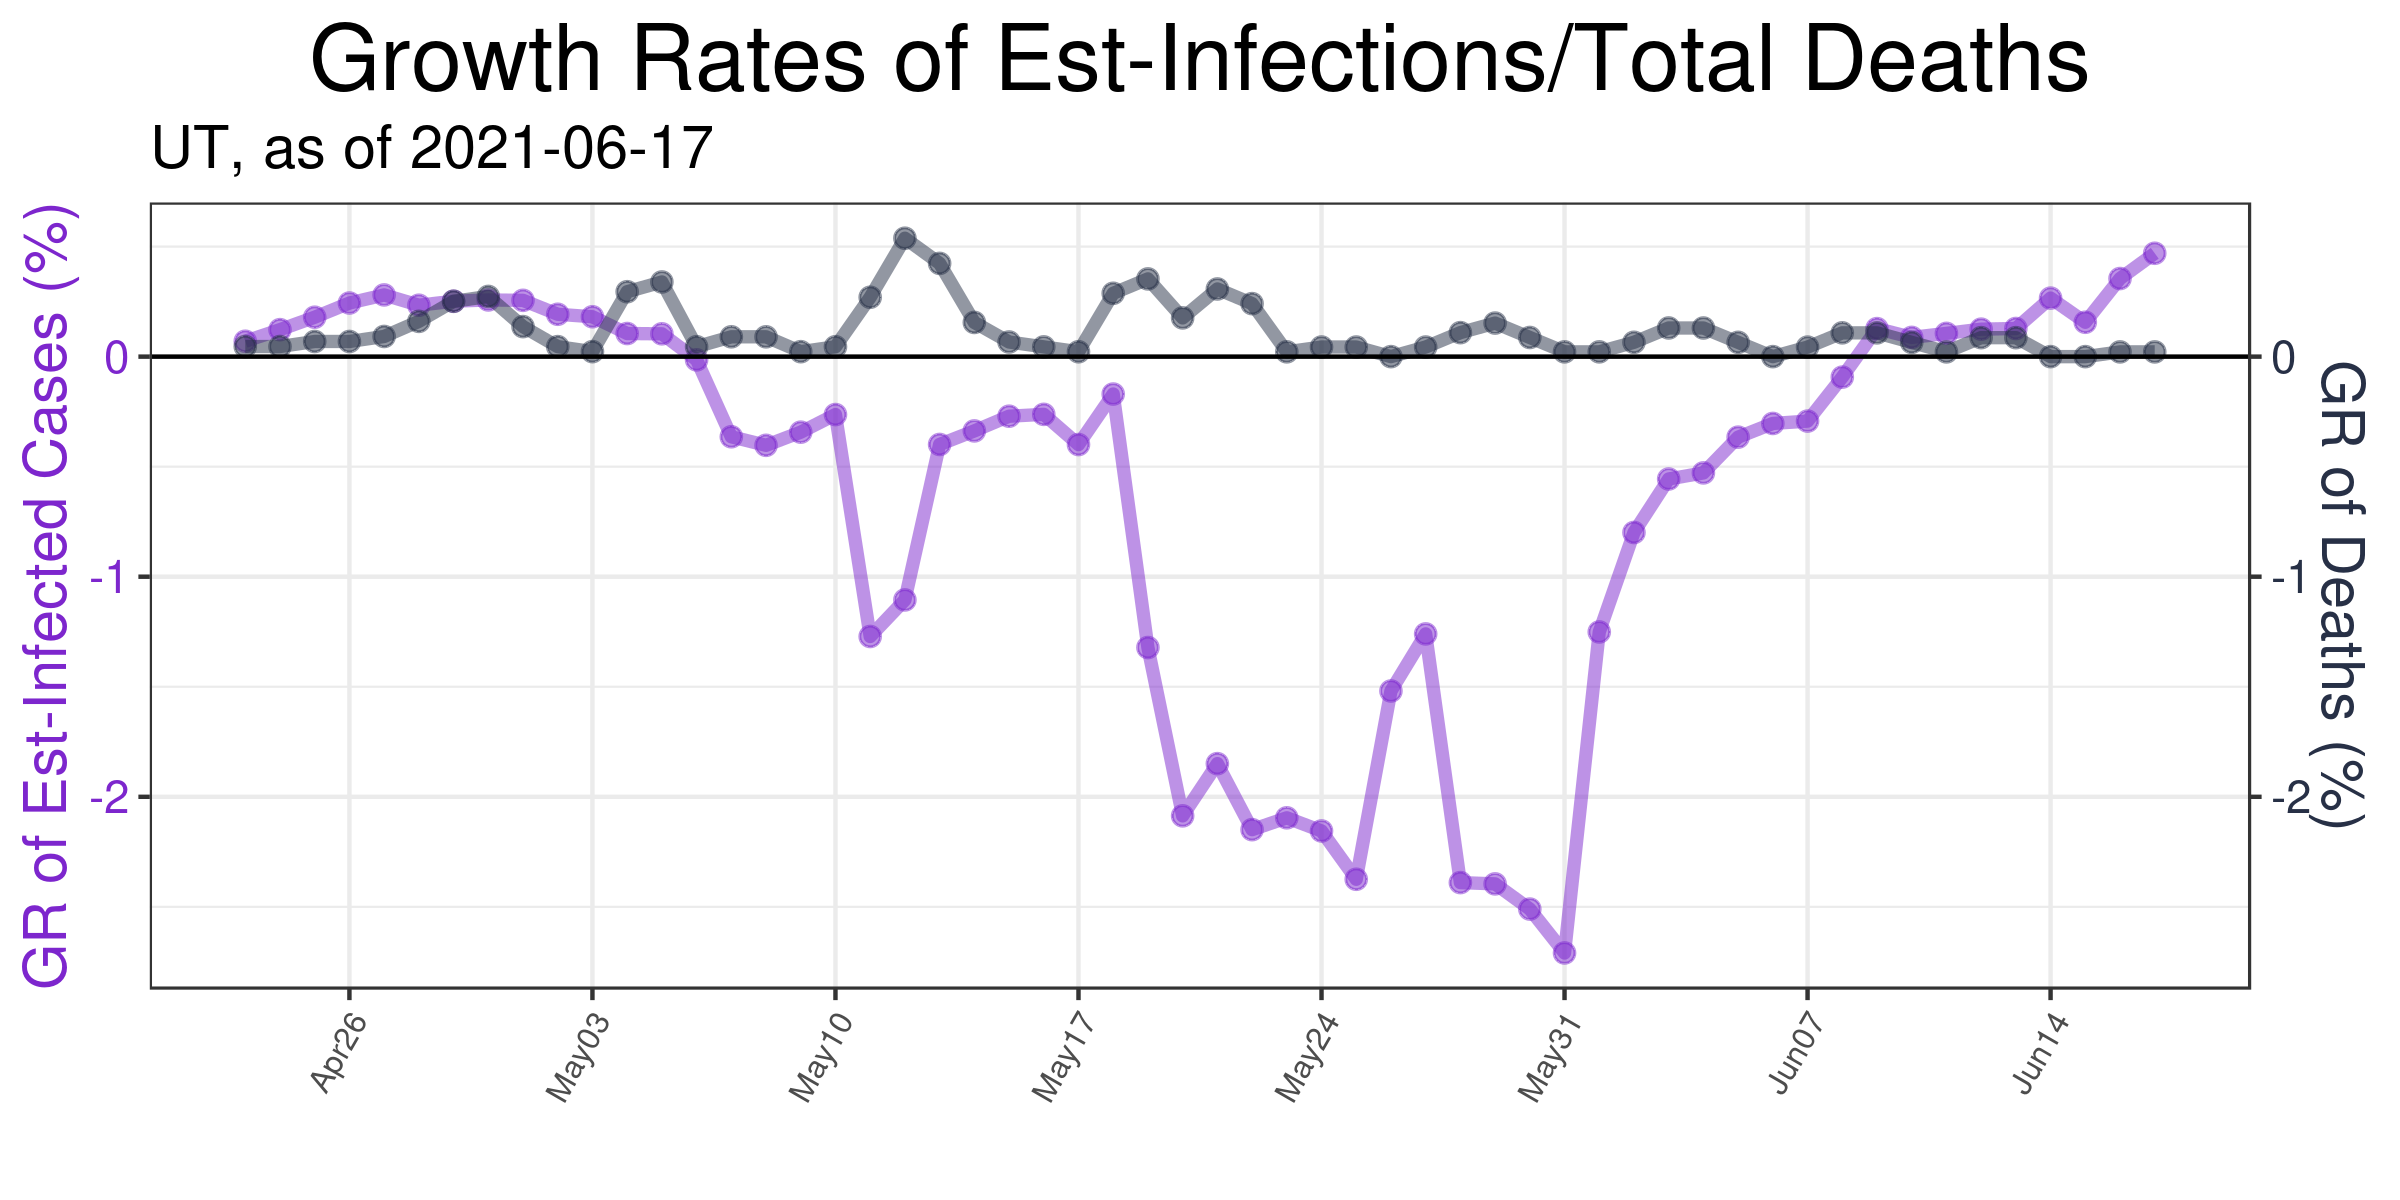 Growth Rates of Est-Infections/Total Deaths
UT, as of 2021-06-17
GR of Est-Infected Cases (%)
0
-1
-2
0
-1
-2
GR of Deaths (%)
Apr26
May03
May10
May17
May24
May31
Jun07
Jun14